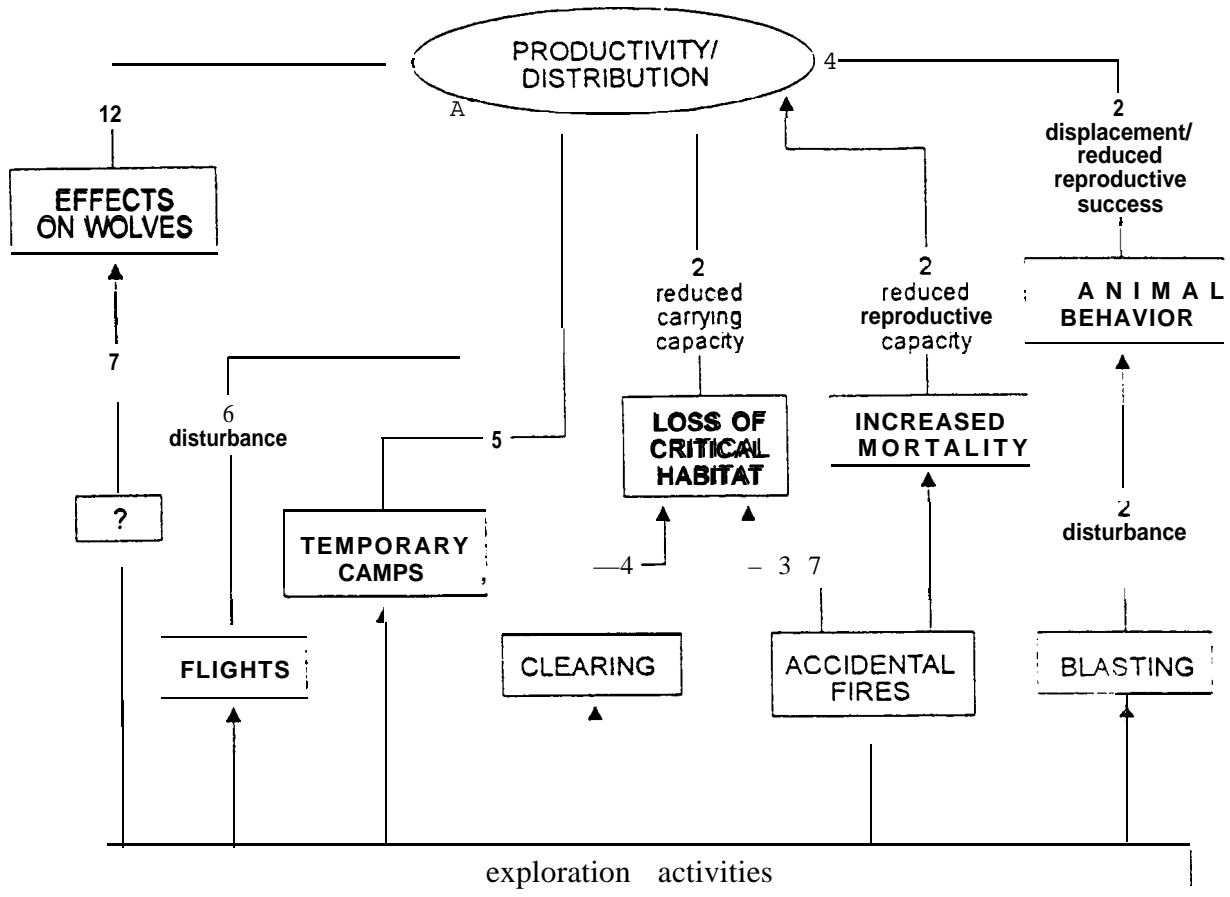 PRODUCTIVITY/
DISTRIBUTION
4
A
12
2
displacement/
reduced
reproductive
success
EFFECTS
ON WOLVES
2
reduced
carrying
capacity
2
reduced
reproductive
capacity
ANIMAL
BEHAVIOR
7
6
disturbance
5
LOSS OF
CRITICAL
HABITAT
INCREASED
MORTALITY
?
TEMPORARY
CAMPS
—4
– 3 7
2
disturbance
FLIGHTS
CLEARING
ACCIDENTAL
FIRES
BLASTING
exploration activities